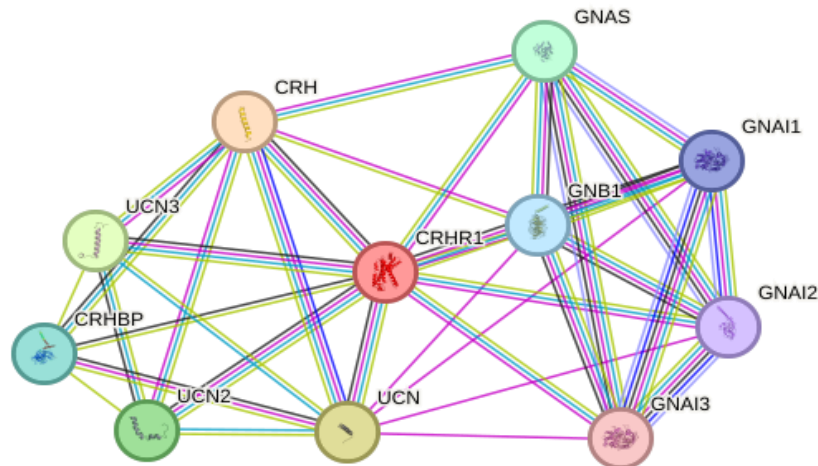 GNAS
CRH
GNAI1
GNB1
UCN3
CRHR1
GNAI2
CRHBP
UCN2
UCN
GNAI3